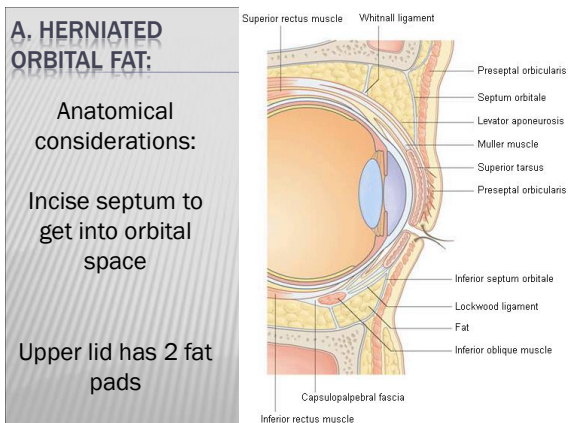 A. HERNIATED
ORBITAL FAT:
Anatomical
considerations:
Incise septum to
get into orbital
space
Upper lid has 2 fat
pads
Superior rectus muscle
Whitnall ligament
Preseptal orbicularis
Septum orbitale
Levator aponeurosis
Muller muscle
Superior tarsus
Preseptal orbicularis
Inferior septum orbitale
Lockwood ligament
Fat
Inferior oblique muscle
Capsulopalpebral fascia
Inferior rectus muscle